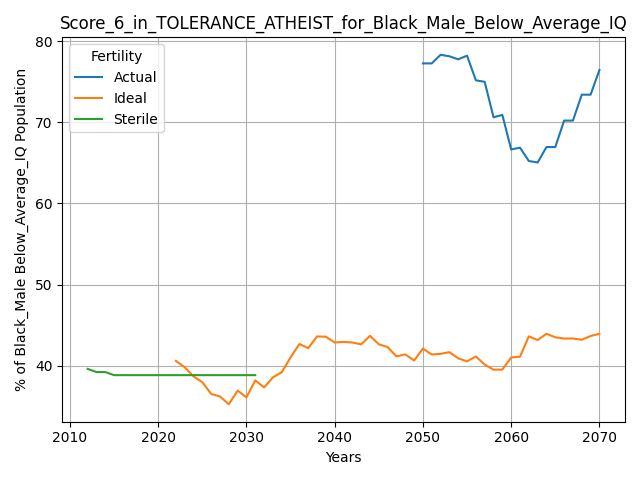 Score_6_in_TOLERANCE_ATHEIST_for_Black_Male_Below_Average_IQ
% of Black_Male Below_Average_IQ Population
80
70
60
50
40
Fertility
Actual
Ideal
Sterile
2010 2020 2030 2040 2050 2060 2070
Years